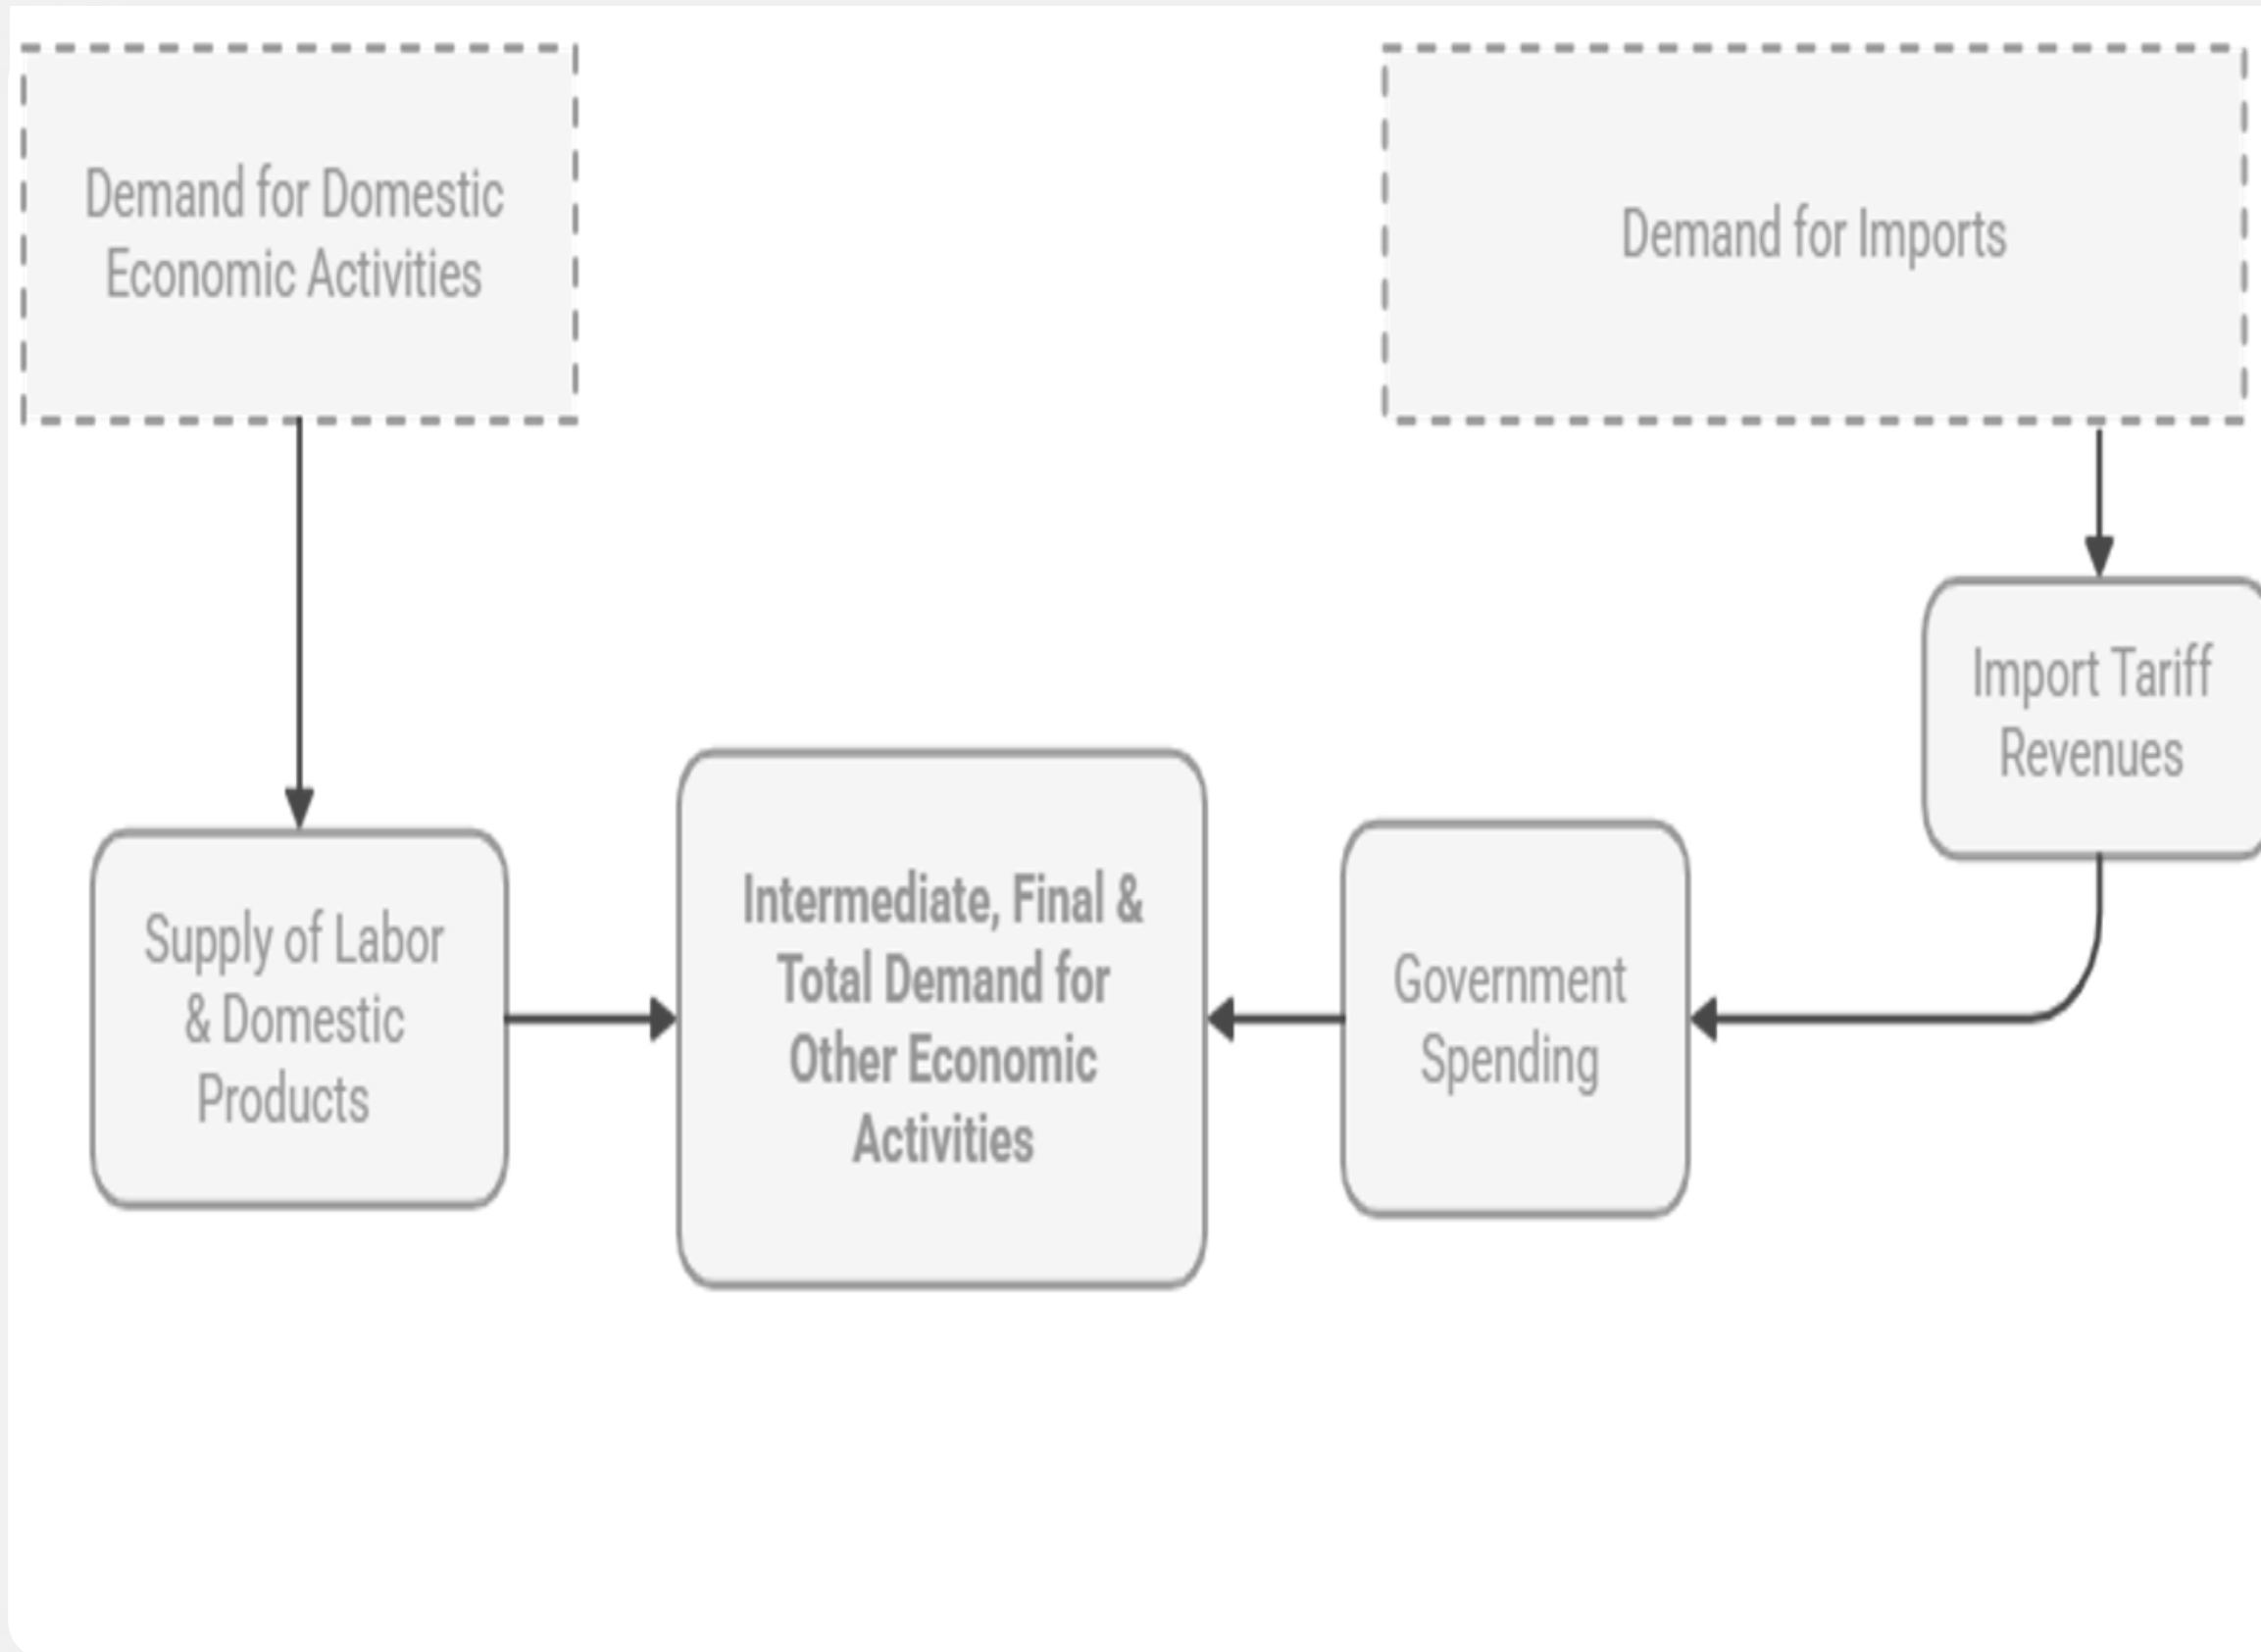 Demand for Domestic
Economic Activities
Demand for Imports
Import Tariff
Revenues
Supply of Labor
& Domestic
Products
Intermediate, Final &
Total Demand for
Other Economic
Activities
Government
Spending